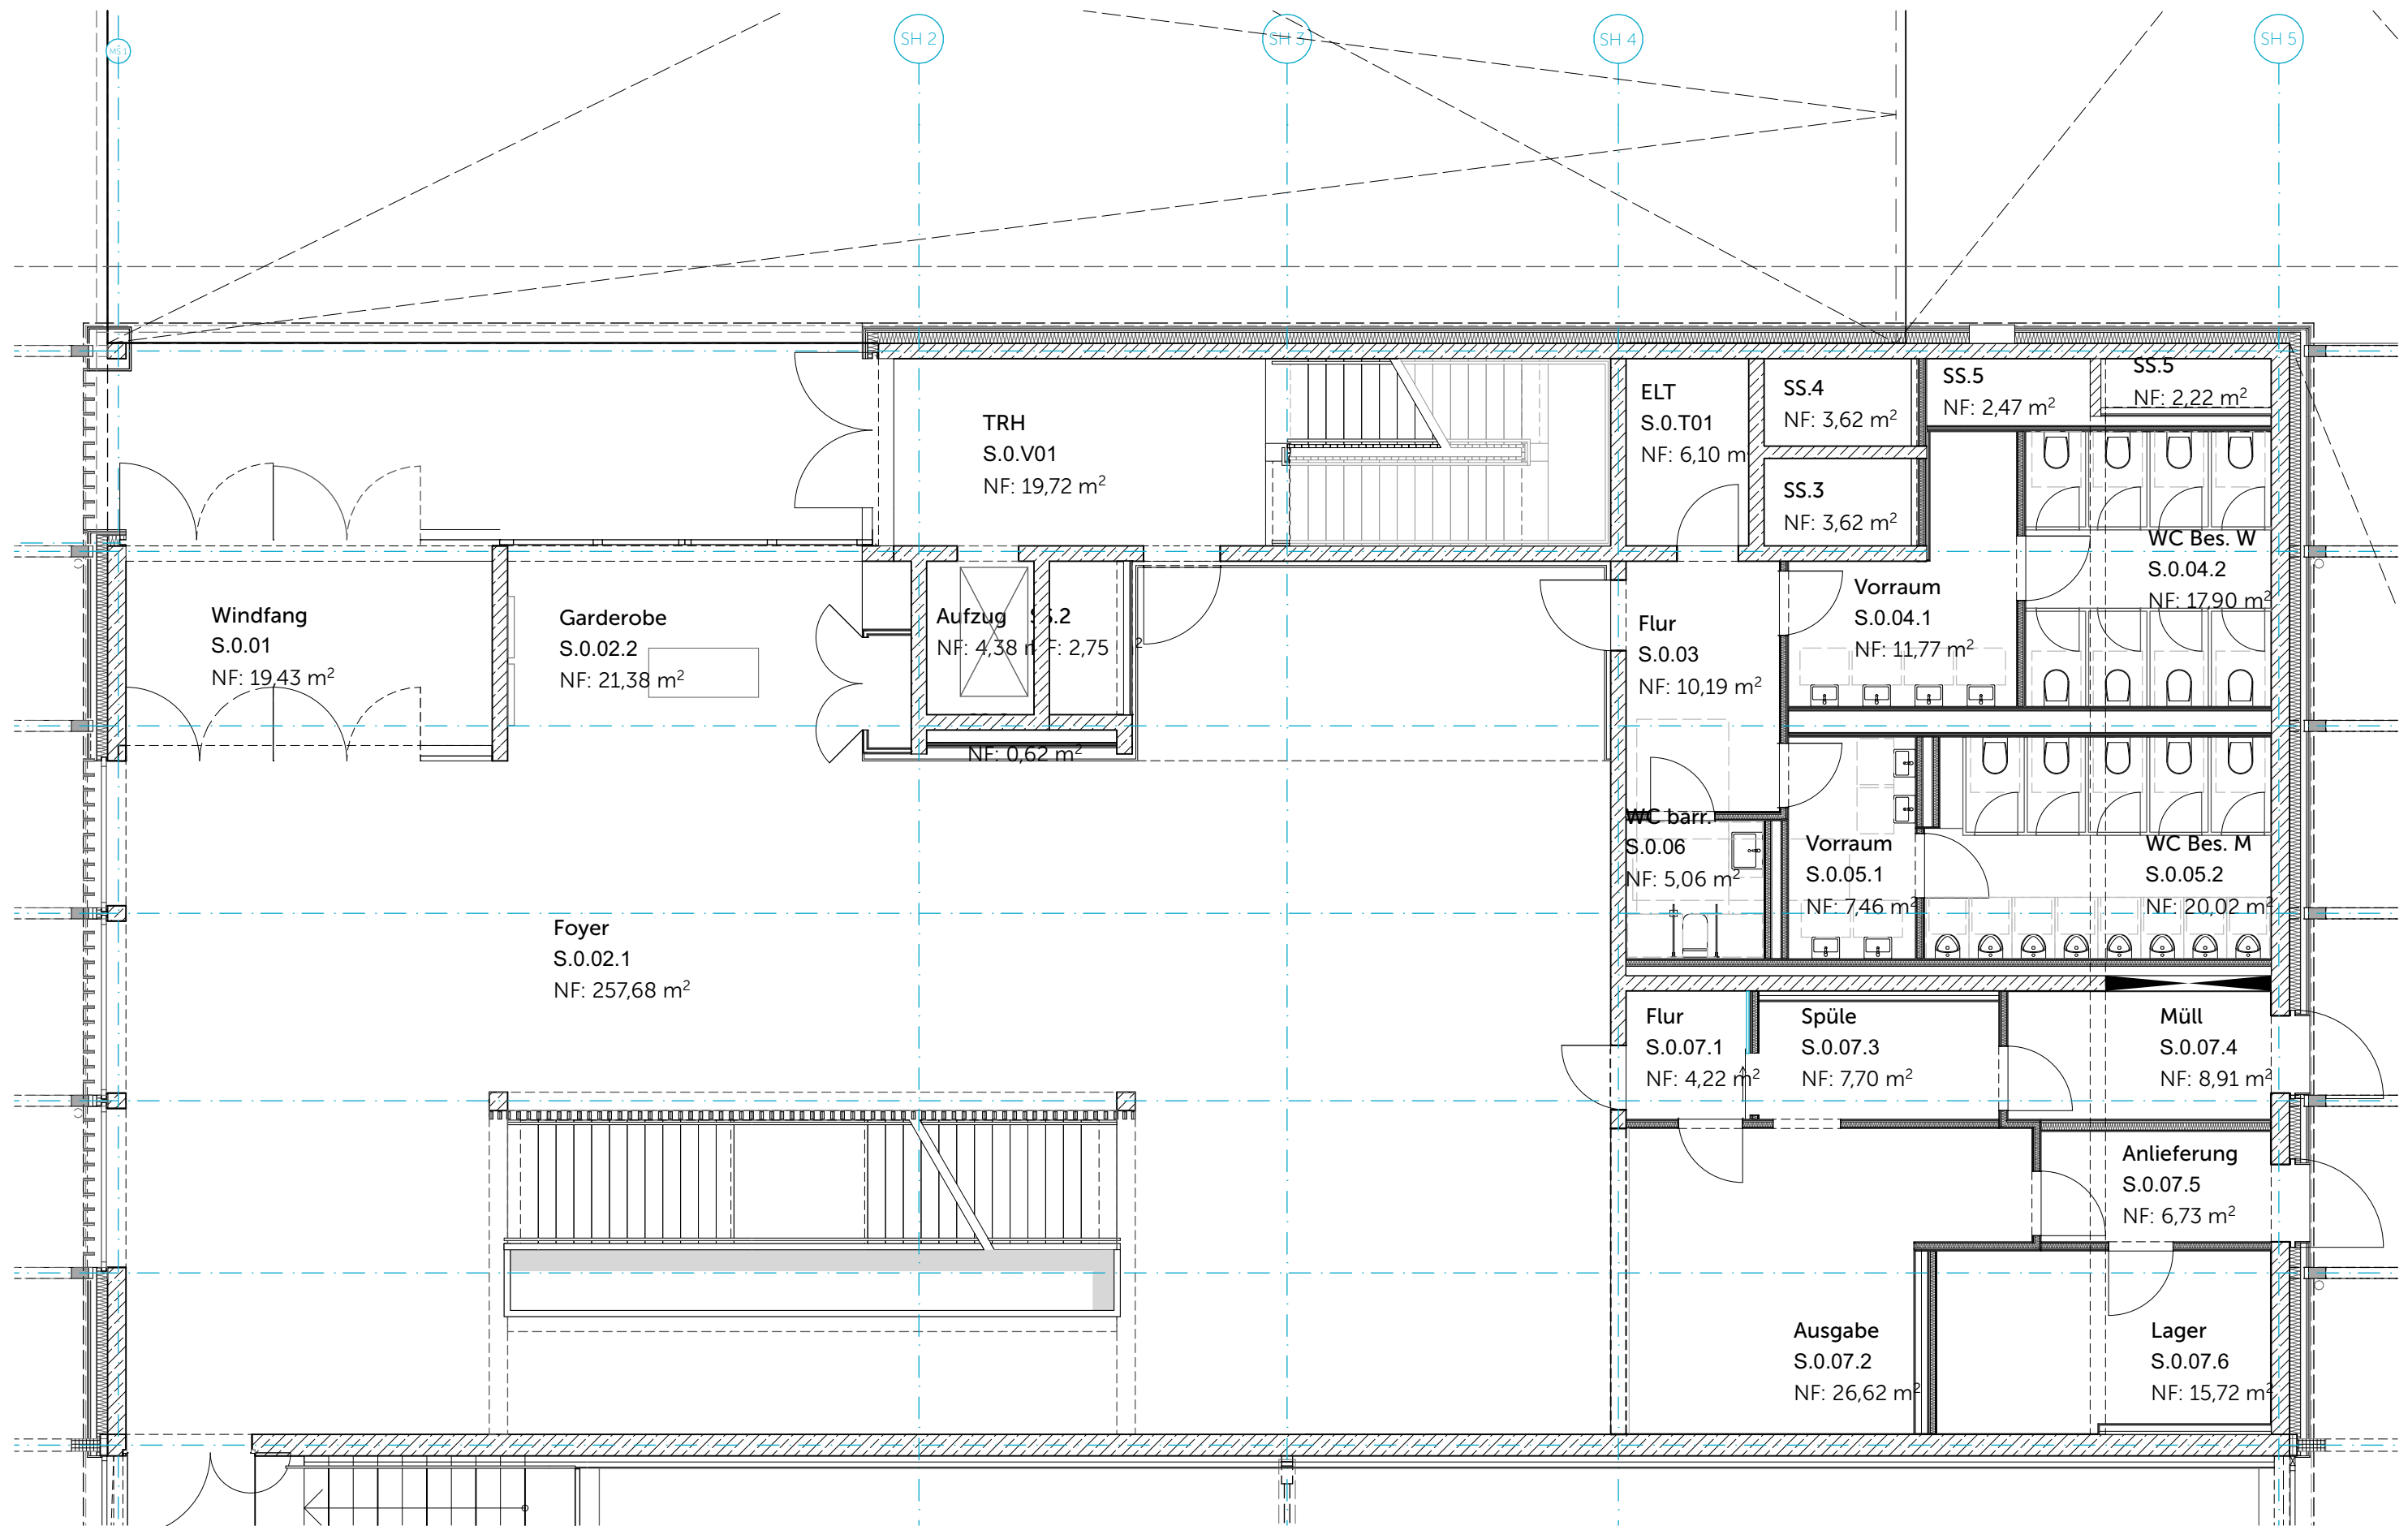 MŠ 1
SH 2
SH 3
SH 4
SH 5
TRH
S.0.V01
NF: 19,72 m²
ELT
S.0.T01
NF: 6,10 m
SS.4
NF: 3,62 m²
SS.3
NF: 3,62 m²
SS.5
NF: 2,47 m²
SS.5
NF: 2,22 m²
WC Bes. W
S.0.04.2
NF: 17,90 m²
Windfang
S.0.01
NF: 19,43 m²
Garderobe
S.0.02.2
NF: 21,38 m²
Aufzug
NF: 4,38 m
.2
F: 2,75
NF: 0,62 m²
Flur
S.0.03
NF: 10,19 m²
Vorraum
S.0.04.1
NF: 11,77 m²
WC barr.
S.0.06
NF: 5,06 m²
Vorraum
S.0.05.1
NF: 7,46 m²
WC Bes. M
S.0.05.2
NF: 20,02 m²
Foyer
S.0.02.1
NF: 257,68 m²
Flur
S.0.07.1
NF: 4,22 m²
Spüle
S.0.07.3
NF: 7,70 m²
Müll
S.0.07.4
NF: 8,91 m²
Anlieferung
S.0.07.5
NF: 6,73 m²
Ausgabe
S.0.07.2
NF: 26,62 m²
Lager
S.0.07.6
NF: 15,72 m²